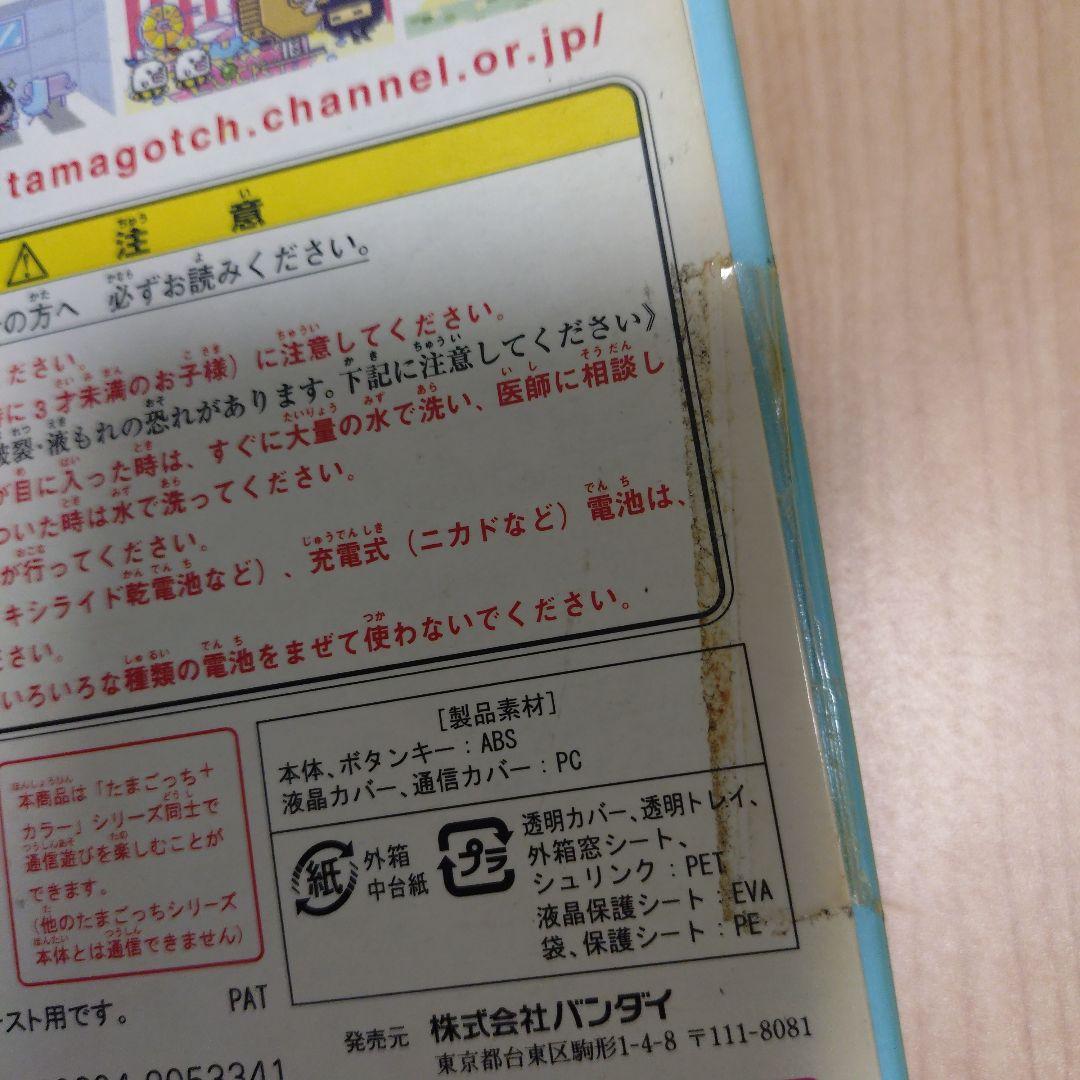 tamagotch.channel.or.jp/
注意
の方へ 必ずお読みください。
ください。
に3才未満のお子様）に注意してください。
破裂・液もれの恐れがあります。下記に注意してください》
が目に入った時は、すぐに大量の水で洗い、医師に相談し
ついた時は水で洗ってください。
が行ってください。
キシライド乾電池など）、充電式（ニカドなど）電池は、
ださい。
いろいろな種類の電池をまぜて使わないでください。
本商品は「たまごっち＋
カラー」シリーズ同士で
通信遊びを楽しむことが
できます。
（他のたまごっちシリーズ
本体とは通信できません）
[製品素材]
本体、ボタンキー：ABS
液晶カバー、通信カバー：PC
紙
外箱
中台紙
プラ
透明カバー、透明トレイ、
外箱窓シート、
シュリンク：PET
液晶保護シート：EVA
袋、保護シート：PE
スト用です。
PAT
発売元 株式会社バンダイ
東京都台東区駒形1-4-8 〒111-8081